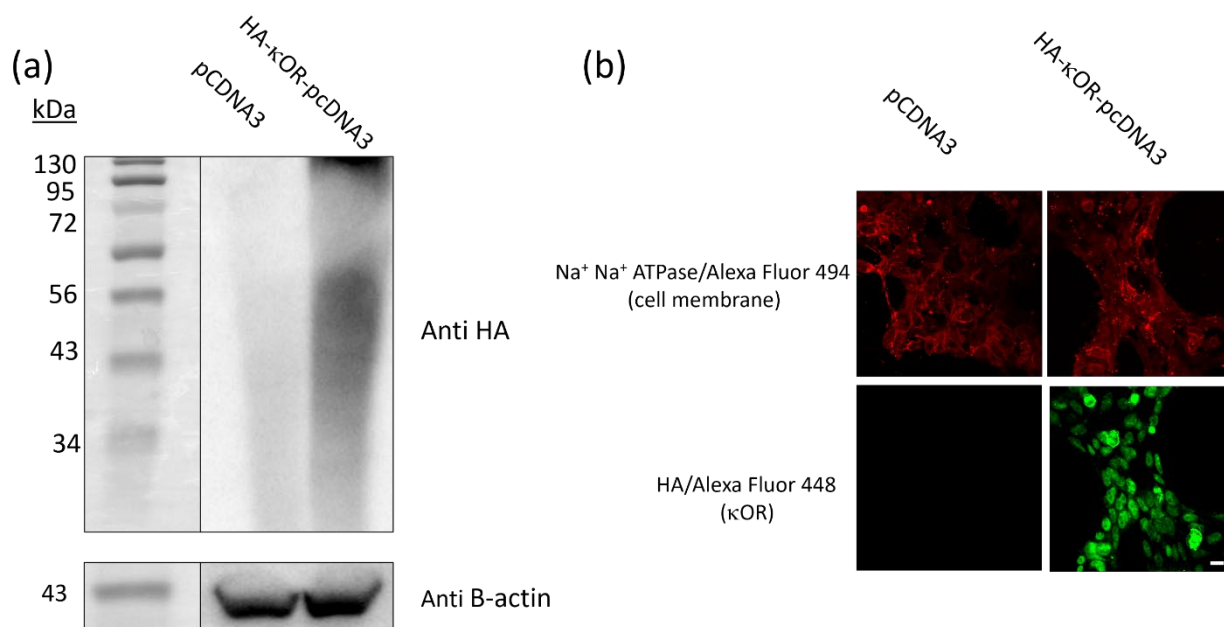 (a)
pCDNA3
HA-κOR-pcDNA3
kDa
130
95
72
56
43
34
Anti HA
43
Anti B-actin
(b)
pCDNA3
HA-κOR-pcDNA3
Na⁺ Na⁺ ATPase/Alexa Fluor 494
(cell membrane)
HA/Alexa Fluor 448
(κOR)